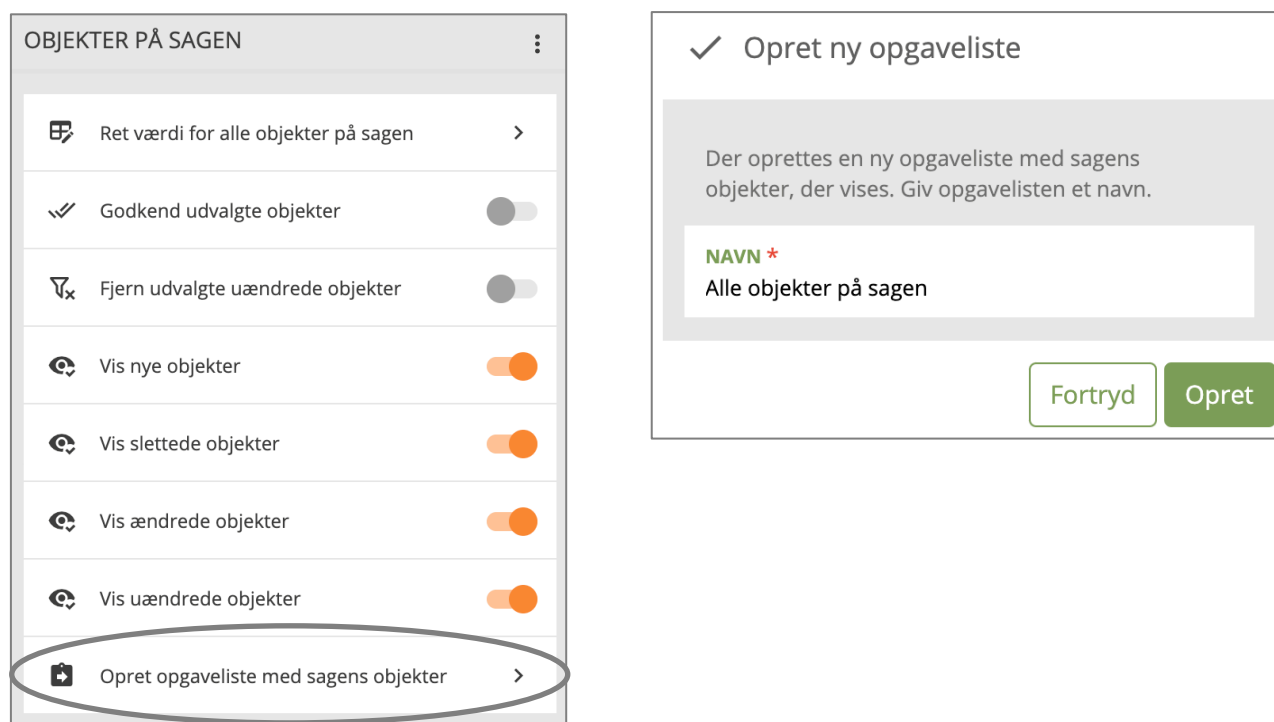 OBJEKTER PÅ SAGEN
Ret værdi for alle objekter på sagen
Godkend udvalgte objekter
Fjern udvalgte uændrede objekter
Vis nye objekter
Vis slettede objekter
Vis ændrede objekter
Vis uændrede objekter
Opret opgaveliste med sagens objekter
Opret ny opgaveliste
Der oprettes en ny opgaveliste med sagens
objekter, der vises. Giv opgavelisten et navn.
NAVN *
Alle objekter på sagen
Fortryd
Opret